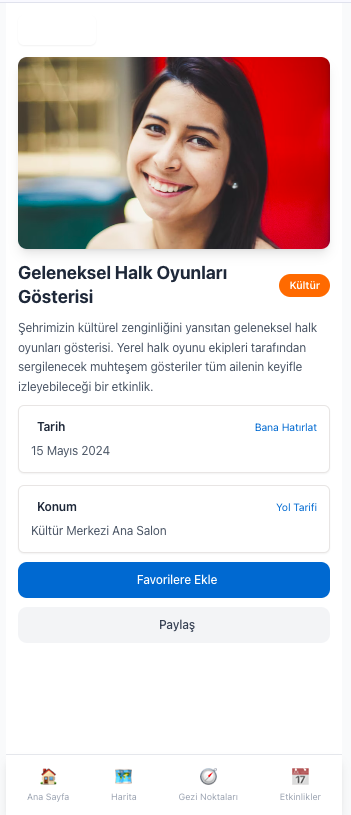 Geleneksel Halk Oyunları
Gösterisi
Kültür
Şehrimizin kültürel zenginliğini yansıtan geleneksel halk
oyunları gösterisi. Yerel halk oyunu ekipleri tarafından
sergilenecek muhteşem gösteriler tüm ailenin keyifle
izleyebileceği bir etkinlik.
Tarih
Bana Hatırlat
15 Mayıs 2024
Konum
Yol Tarifi
Kültür Merkezi Ana Salon
Favorilere Ekle
Paylaş
Ana Sayfa
Harita
Gezi Noktaları
Etkinlikler